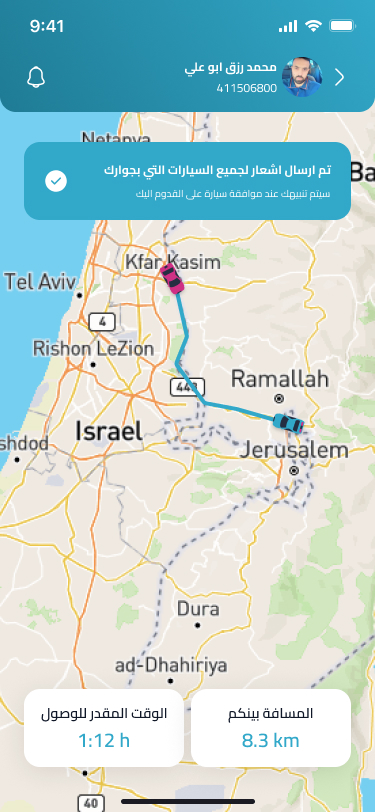 9:41
محمد رزق ابو علي
411506800
Netanya
تم ارسال اشعار لجميع السيارات التي بجوارك
سيتم تنبيهك عند موافقة سيارة على القدوم اليك
Ba
Kfar Kasim
Tel Aviv
4
Rishon LeZion
Ramallah
443
Israel
shdod
Jerusalem
Dura
ad-Dhahiriya
المسافة بينكم
8.3 km
الوقت المقدر للوصول
1:12 h
40